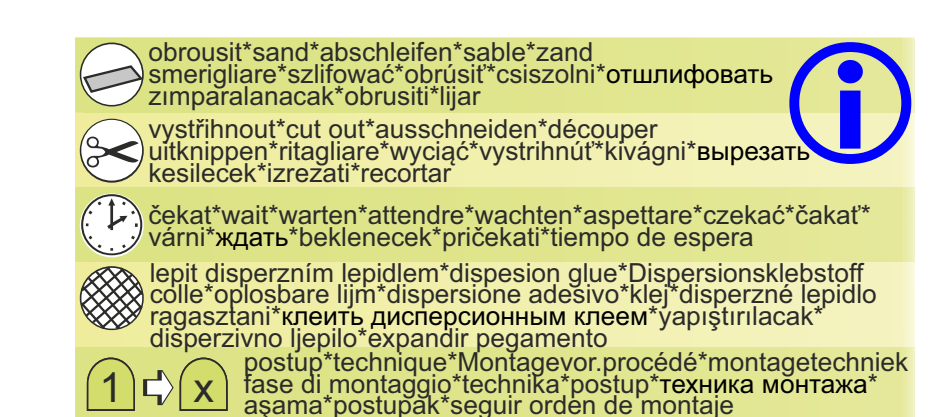 obrousit*sand*abschleifen*sable*zand
smerigliare*szlifować*obrúsiť*csiszolni*отшлифовать
zımparalanacak*obrusiti*lijar
vystřihnout*cut out*ausschneiden*découper
uitknippen*ritagliare*wyciąć*vystrihnúť*kivágni*вырезать
kesilecek*izrezati*recortar
čekat*wait*warten*attendre*wachten*aspettare*czekać*čakať*
várni*ждать*beklenecek*pričekati*tiempo de espera
lepit disperzním lepidlem*dispesion glue*Dispersionsklebstoff
colle*oplosbare lijm*dispersione adesivo*klej*disperzné lepidlo
ragasztani*клеить дисперсионным клеем*yapıştırılacak*
disperzivno ljepilo*expandir pegamento
1 x postup*technique*Montagevor.procédé*montagetechniek
fase di montaggio*technika*postup*техника монтажа*
aşama*postupak*seguir orden de montaje
i